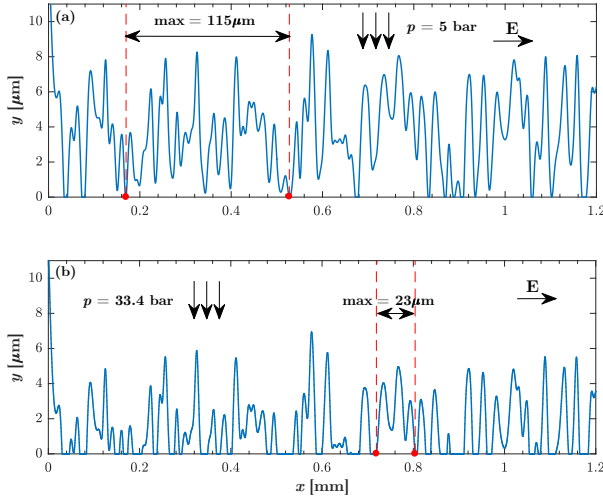 (a)
max = 115μm
p = 5 bar
E
y [μm]
10
8
6
4
2
0
0 0.2 0.4 0.6 0.8 1 1.2
(b)
p = 33.4 bar
max = 23μm
E
y [μm]
10
8
6
4
2
0
0 0.2 0.4 0.6 0.8 1 1.2
x [mm]